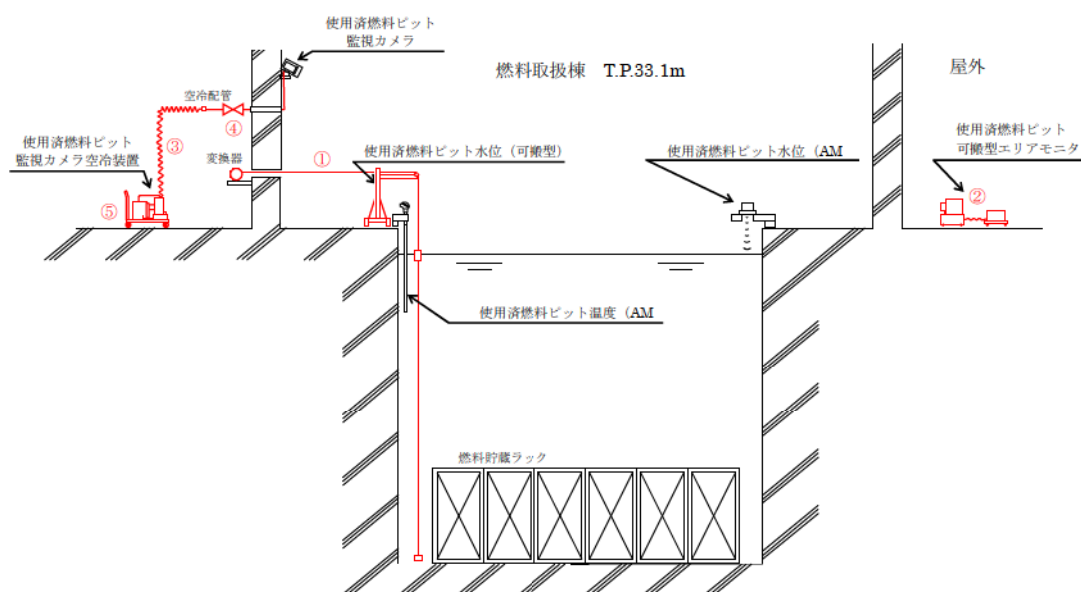 使用済燃料ピット
監視カメラ
燃料取扱棟 T.P.33.1m
屋外
空冷配管
④
使用済燃料ピット
監視カメラ空冷装置
③
変換器
①
使用済燃料ピット水位（可搬型）
使用済燃料ピット水位（AM
使用済燃料ピット
可搬型エリアモニタ
⑤
②
使用済燃料ピット温度（AM
燃料貯蔵ラック